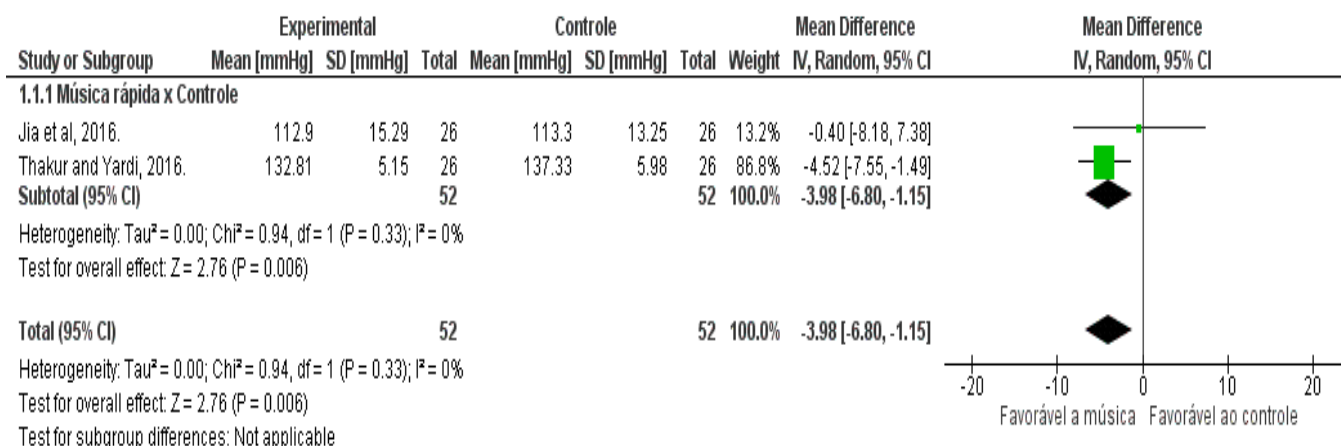 Experimental Controle Mean Difference Mean Difference
Study or Subgroup Mean [mmHg] SD [mmHg] Total Mean [mmHg] SD [mmHg] Total Weight IV, Random, 95% CI IV, Random, 95% CI
1.1.1 Música rápida x Controle
Jia et al, 2016. 112.9 15.29 26 113.3 13.25 26 13.2% -0.40 [-8.18, 7.38]
Thakur and Yardi, 2016. 132.81 5.15 26 137.33 5.98 26 86.8% -4.52 [-7.55, -1.49]
Subtotal (95% CI) 52 52 100.0% -3.98 [-6.80, -1.15]
Heterogeneity: Tau² = 0.00; Chi² = 0.94, df = 1 (P = 0.33); I² = 0%
Test for overall effect: Z = 2.76 (P = 0.006)
Total (95% CI) 52 52 100.0% -3.98 [-6.80, -1.15]
Heterogeneity: Tau² = 0.00; Chi² = 0.94, df = 1 (P = 0.33); I² = 0%
Test for overall effect: Z = 2.76 (P = 0.006)
Test for subgroup differences: Not applicable
-20 -10 0 10 20
Favorável a música Favorável ao controle